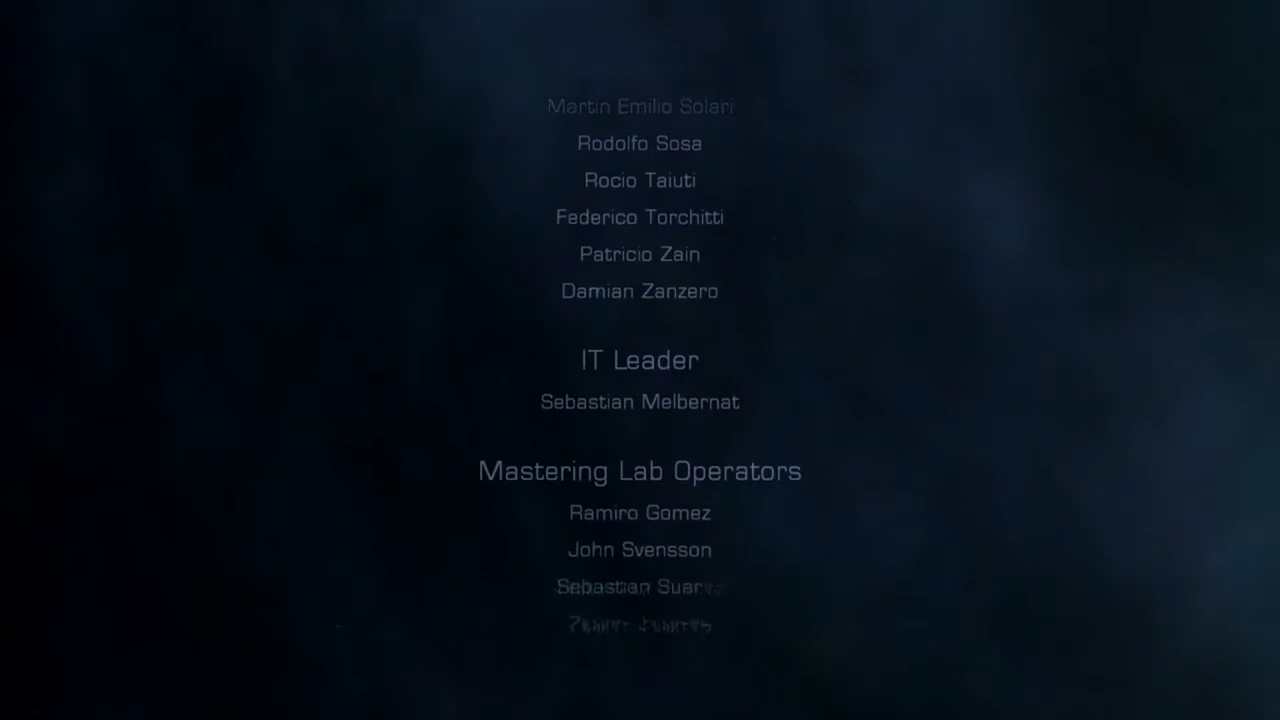 Martin Emilio Solari
Rodolfo Sosa
Rocio Taiuti
Federico Torchitti
Patricio Zain
Damian Zanzero
IT Leader
Sebastian Melbernat
Mastering Lab Operators
Ramiro Gomez
John Svensson
Sebastian